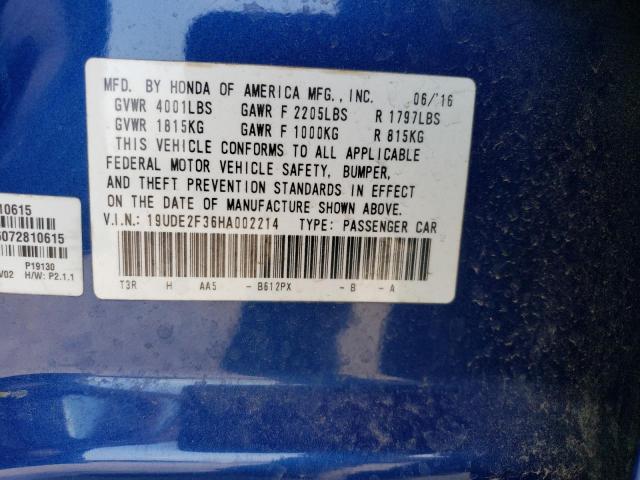 MFD. BY HONDA OF AMERICA MFG., INC. 06/'16
GVWR 4001LBS GAWR F 2205LBS R 1797LBS
GVWR 1815KG GAWR F 1000KG R 815KG
THIS VEHICLE CONFORMS TO ALL APPLICABLE
FEDERAL MOTOR VEHICLE SAFETY, BUMPER,
AND THEFT PREVENTION STANDARDS IN EFFECT
ON THE DATE OF MANUFACTURE SHOWN ABOVE.
V.I.N.: 19UDE2F36HA002214 TYPE: PASSENGER CAR
T3R H AA5 - B612PX - B - A
10615
6072810615
P19130
V02 H/W: P2.1.1